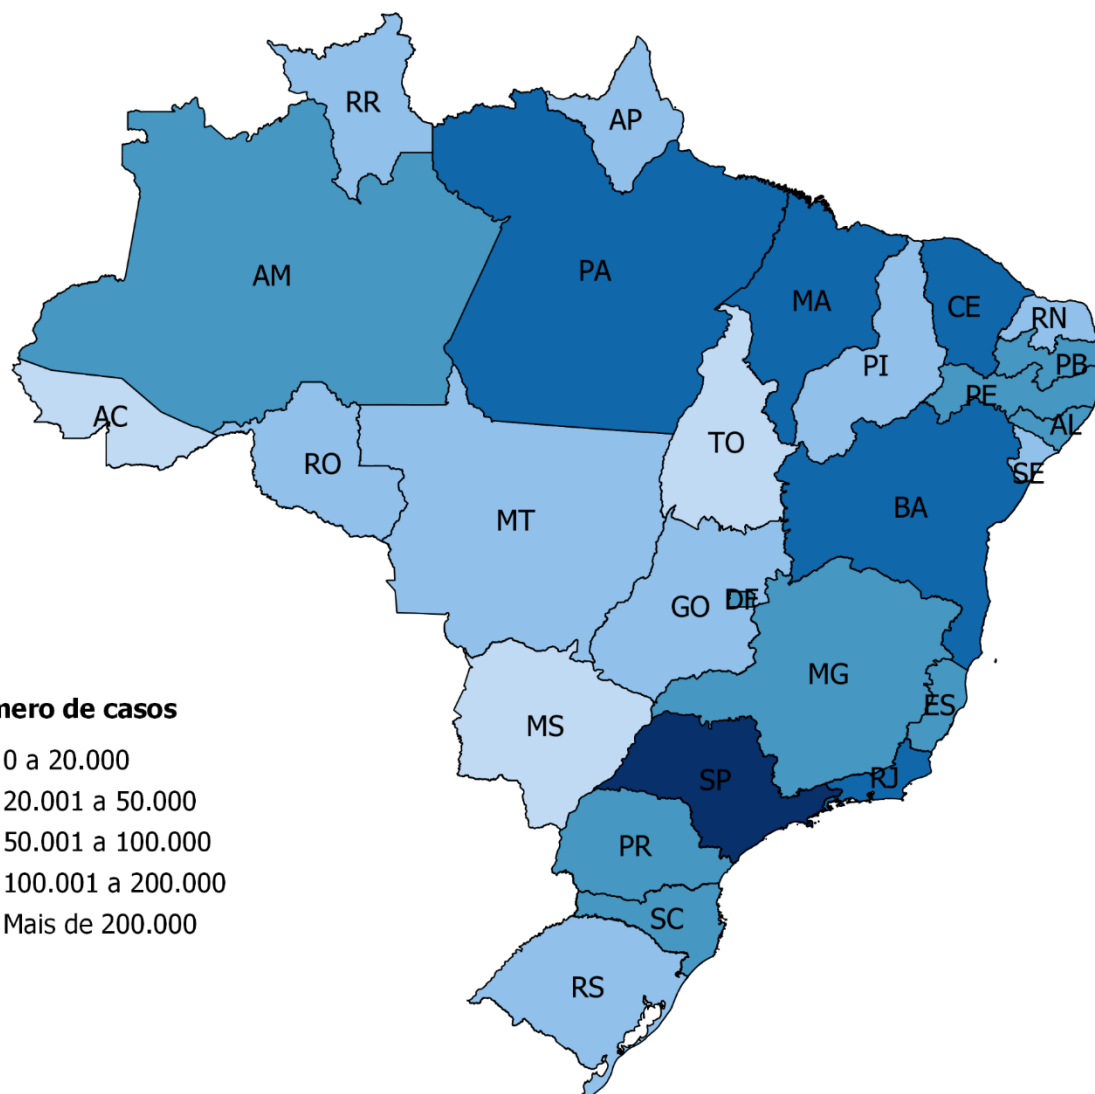 RR
AP
AM
PA
MA
CE
RN
PB
PI
PE
AC
AL
TO
RO
SE
BA
MT
DF
GO
MG
ES
mero de casos
MS
0 a 20.000
SP
RJ
20.001 a 50.000
50.001 a 100.000
PR
100.001 a 200.000
SC
Mais de 200.000
RS